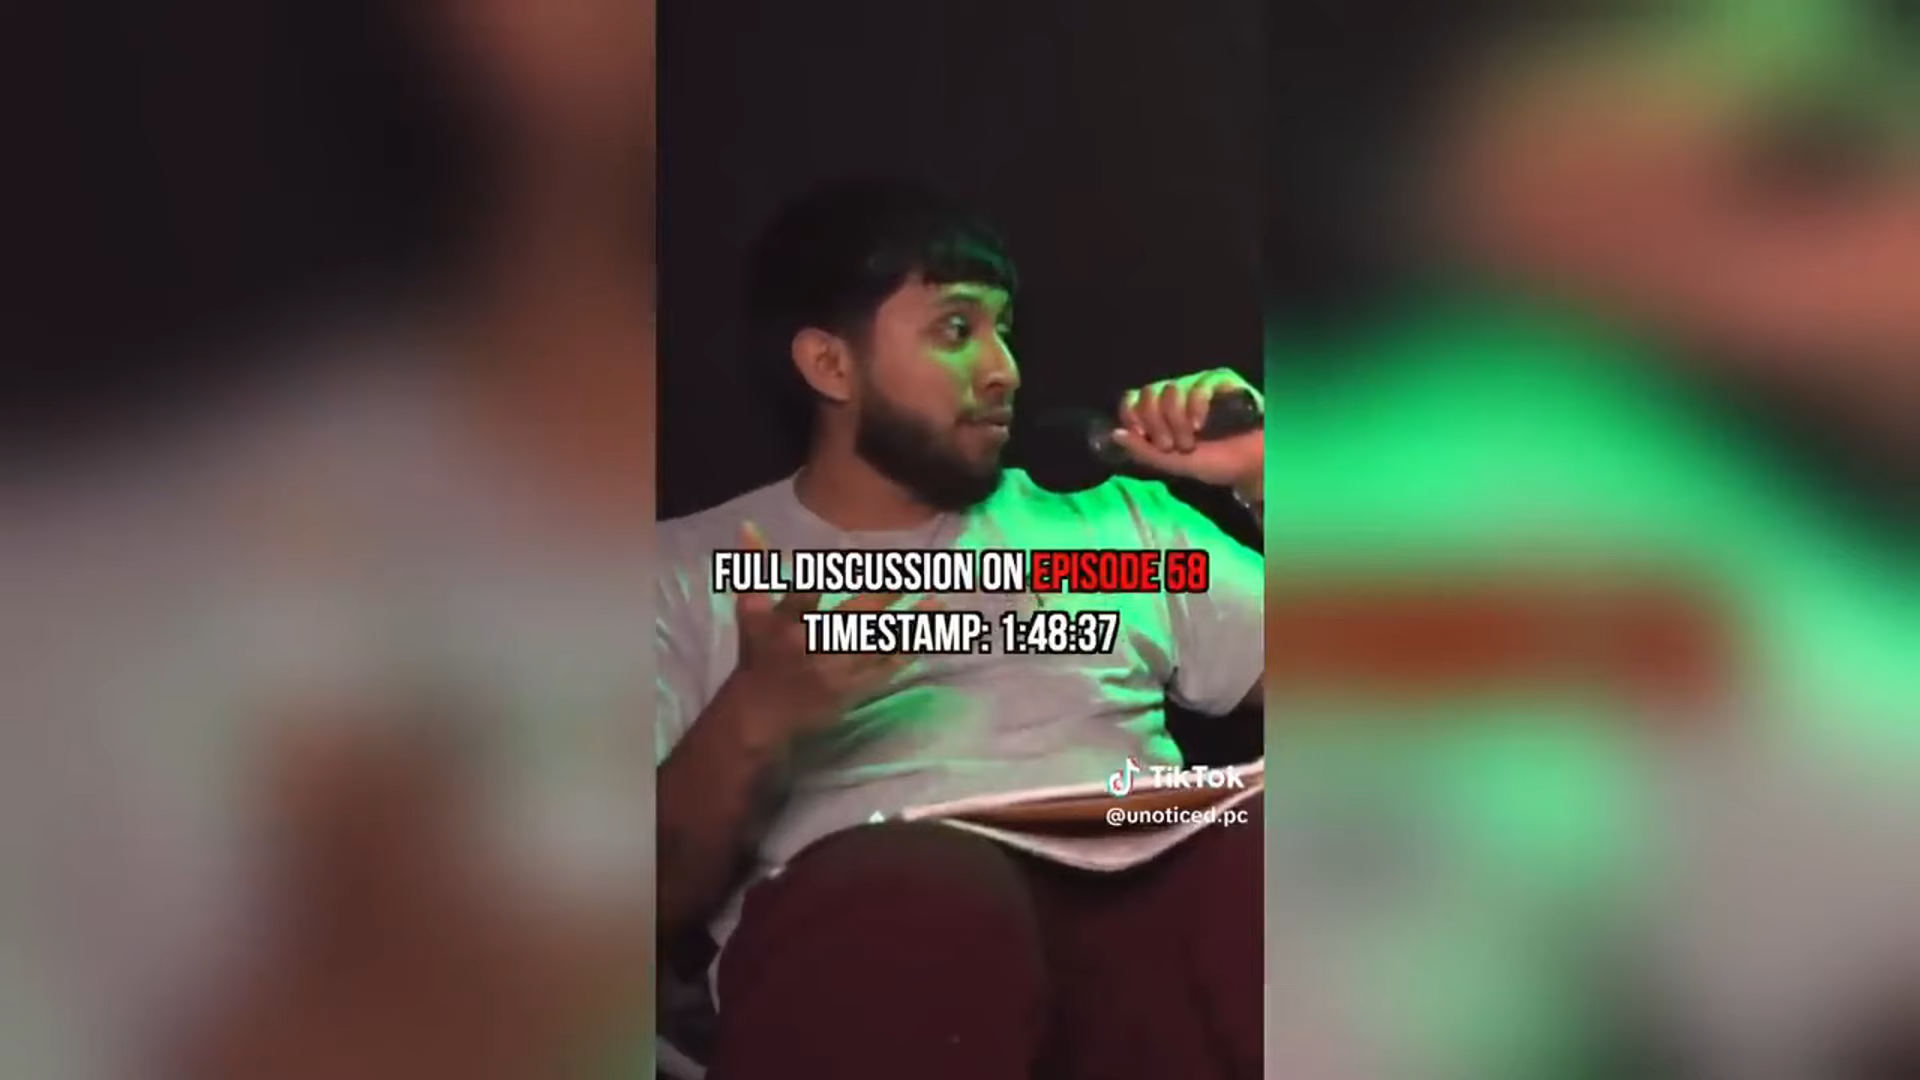 FULL DISCUSSION ON EPISODE 58
TIMESTAMP: 1:48:37
TikTok
@unoticed.pc